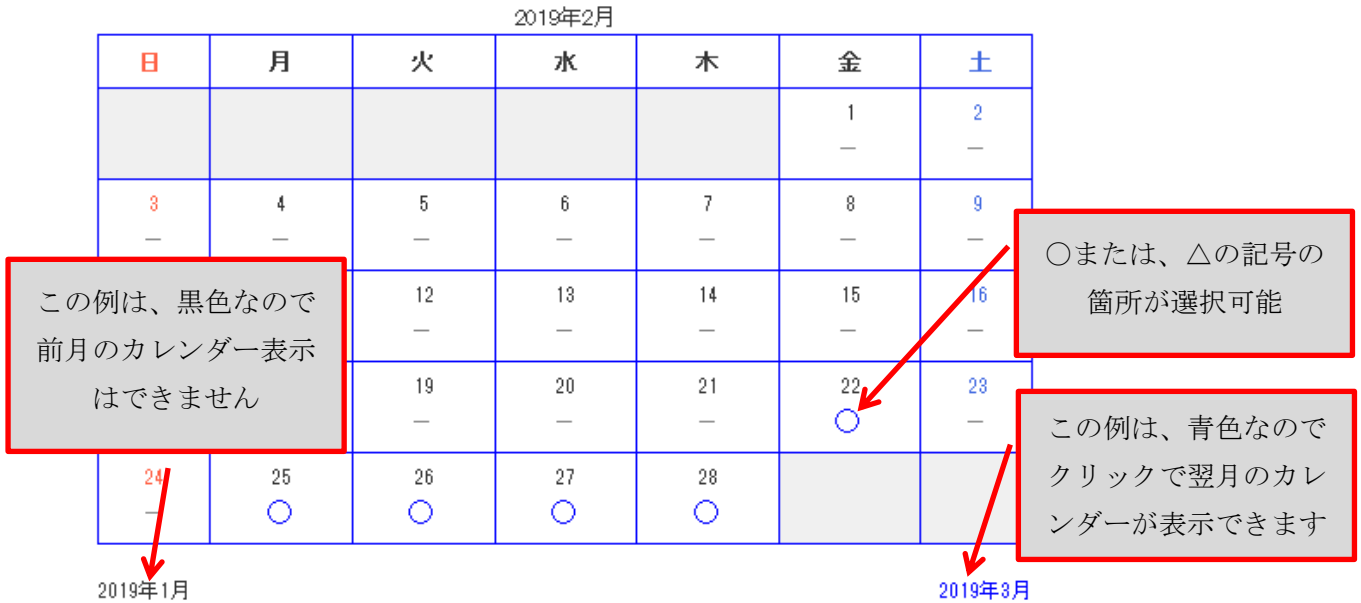 2019年2月
日 月 火 水 木 金 土
1 2
— —
3 4 5 6 7 8 9
— — — — — — —
○または、△の記号の
箇所が選択可能
この例は、黒色なので
前月のカレンダー表示
はできません
12 13 14 15 16
— — — — —
19 20 21 22 23
— — — ○ —
この例は、青色なので
クリックで翌月のカレ
ンダーが表示できます
24 25 26 27 28
— ○ ○ ○ ○
2019年1月 2019年3月